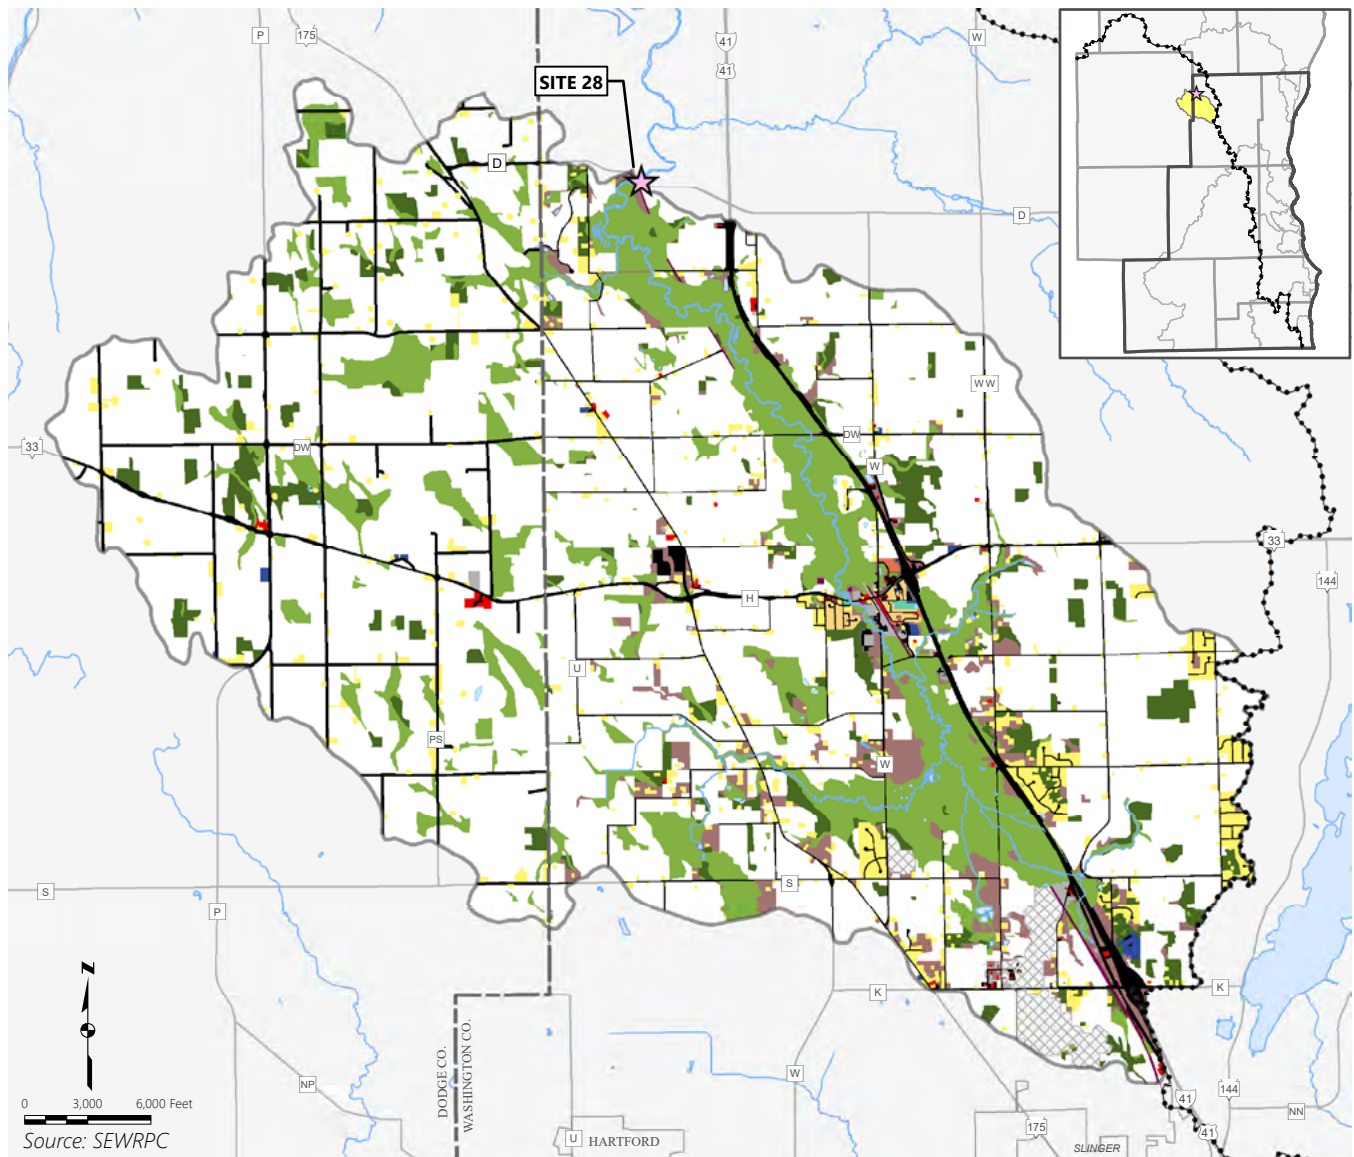 P
175
41
41
W
SITE 28
D
D
WW
33
DW
DW
W
33
144
H
U
PS
W
S
S
P
K
K
DODGE CO.
WASHINGTON CO.
NP
W
144
41
NN
41
175
U
HARTFORD
SLINGER
N
0 3,000 6,000 Feet
Source: SEWRPC